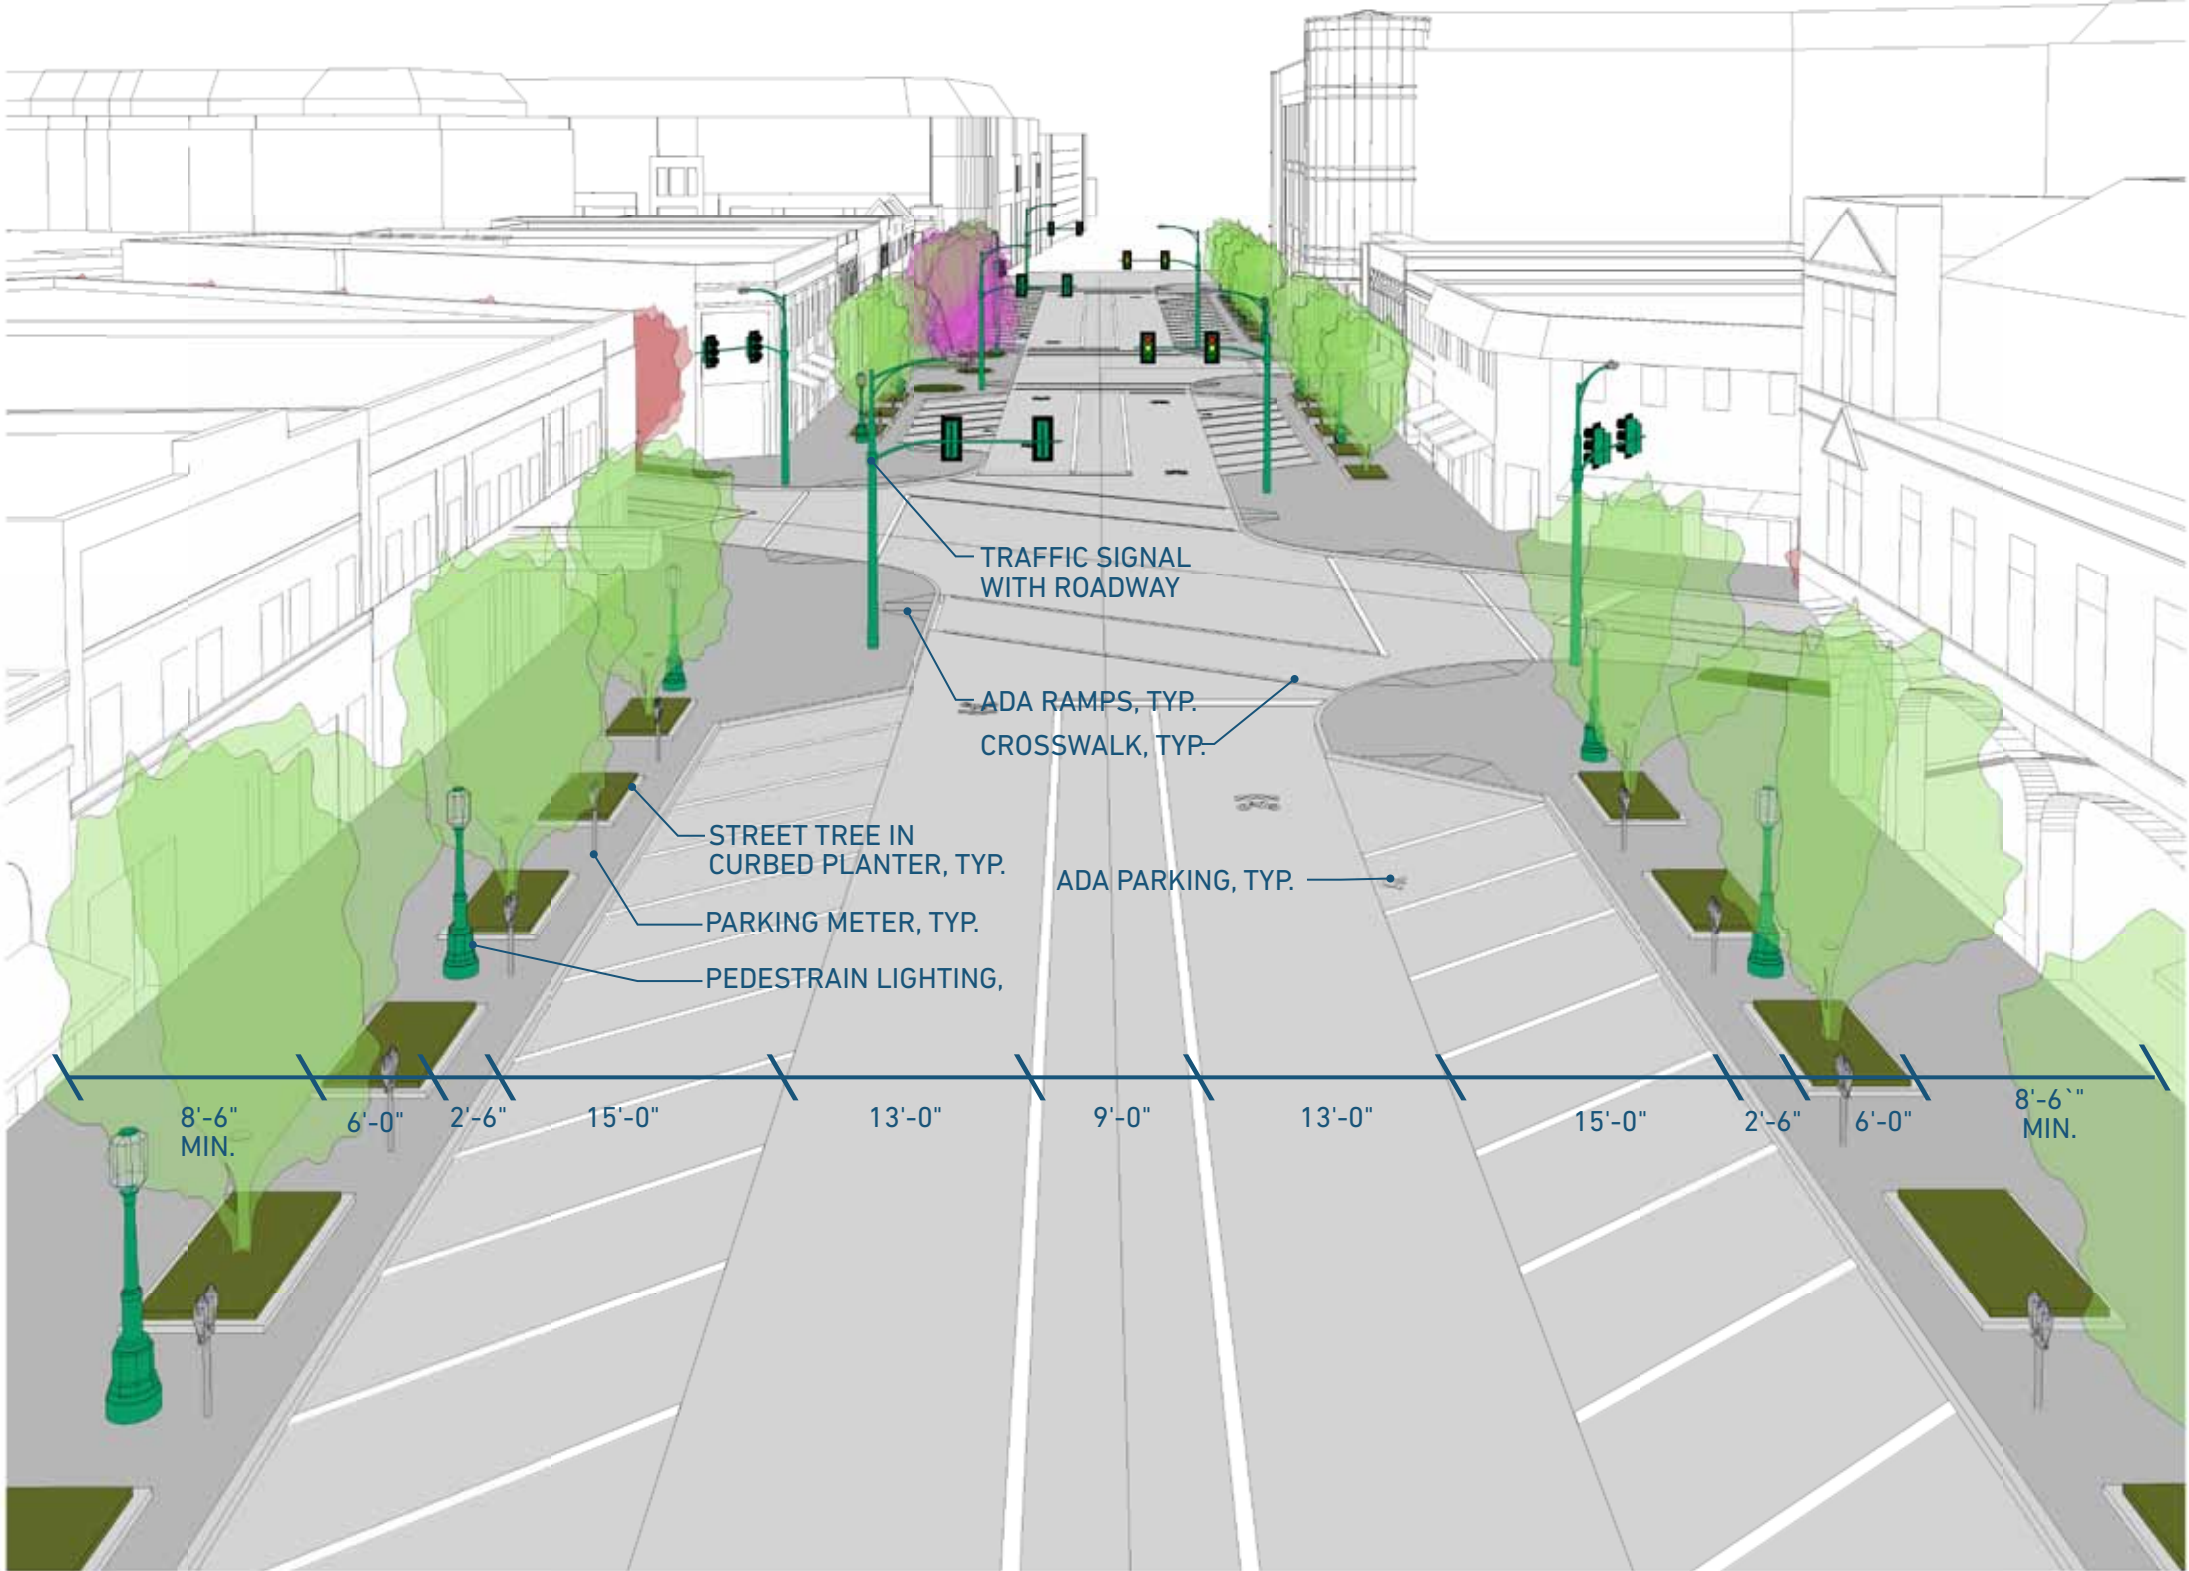 TRAFFIC SIGNAL
WITH ROADWAY
ADA RAMPS, TYP.
CROSSWALK, TYP.
STREET TREE IN
CURBED PLANTER, TYP.
ADA PARKING, TYP.
PARKING METER, TYP.
PEDESTRAIN LIGHTING,
8'-6"
MIN.
6'-0"
2'-6"
15'-0"
13'-0"
9'-0"
13'-0"
15'-0"
2'-6"
6'-0"
8'-6`"
MIN.